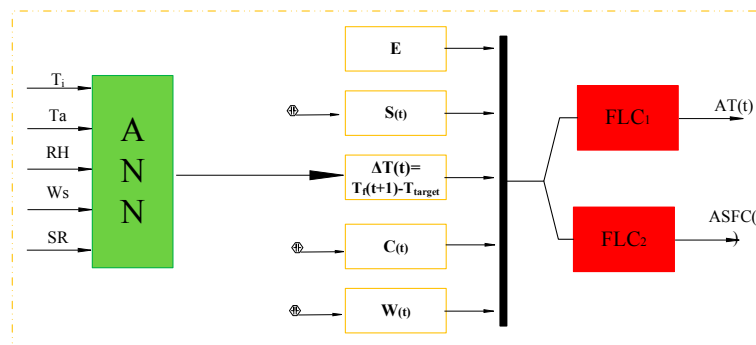 Ti
Ta
RH
Ws
SR
A
N
N
E
S(t)
ΔT(t)=
Tf(t+1)-Ttarget
C(t)
W(t)
FLC1
FLC2
AT(t)
ASFC(
)